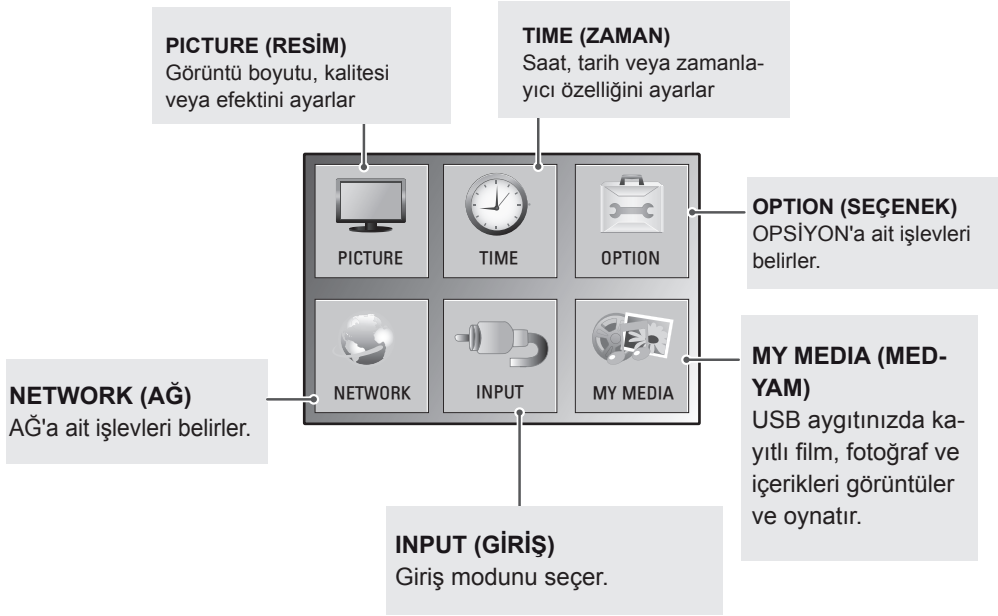 PICTURE (RESİM)
Görüntü boyutu, kalitesi
veya efektini ayarlar
TIME (ZAMAN)
Saat, tarih veya zamanla-
yıcı özelliğini ayarlar
PICTURE
TIME
OPTION
OPTION (SEÇENEK)
OPSİYON'a ait işlevleri
belirler.
NETWORK
INPUT
MY MEDIA
NETWORK (AĞ)
AĞ'a ait işlevleri belirler.
MY MEDIA (MED-
YAM)
USB aygıtınızda ka-
yıtlı film, fotoğraf ve
içerikleri görüntüler
ve oynatır.
INPUT (GİRİŞ)
Giriş modunu seçer.